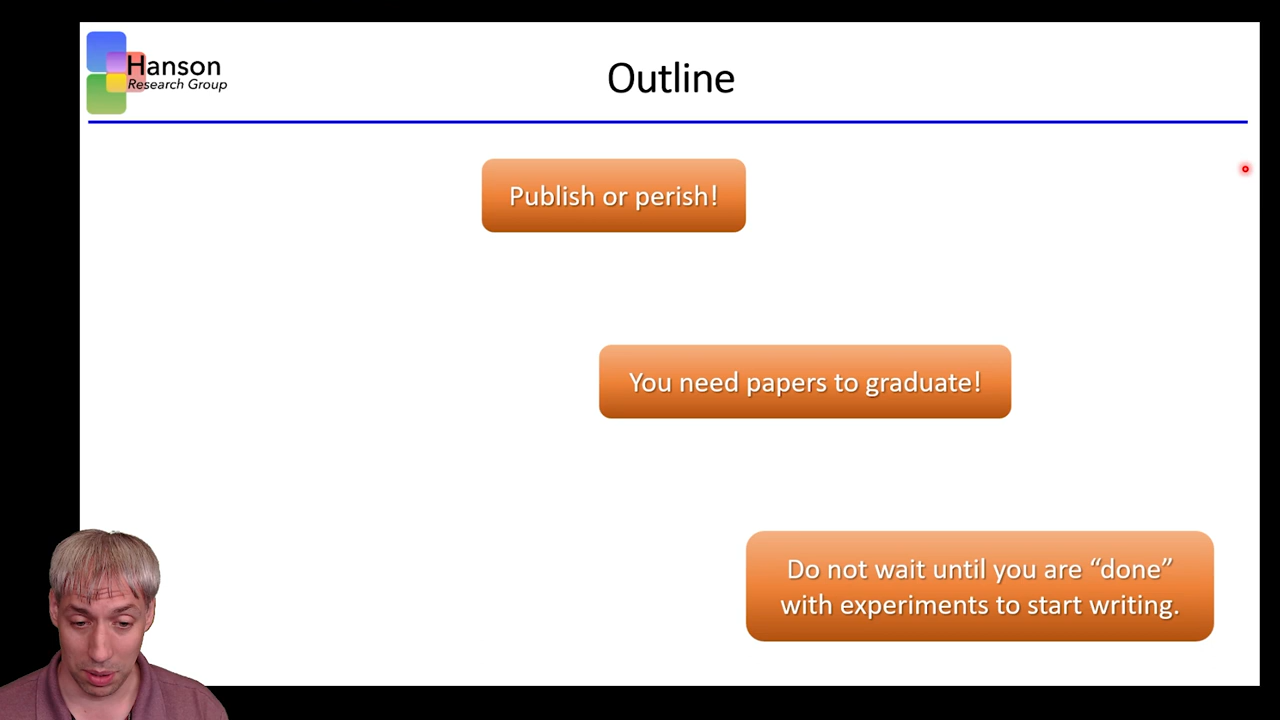 Hanson
Research Group
Outline
Publish or perish!
You need papers to graduate!
Do not wait until you are “done”
with experiments to start writing.